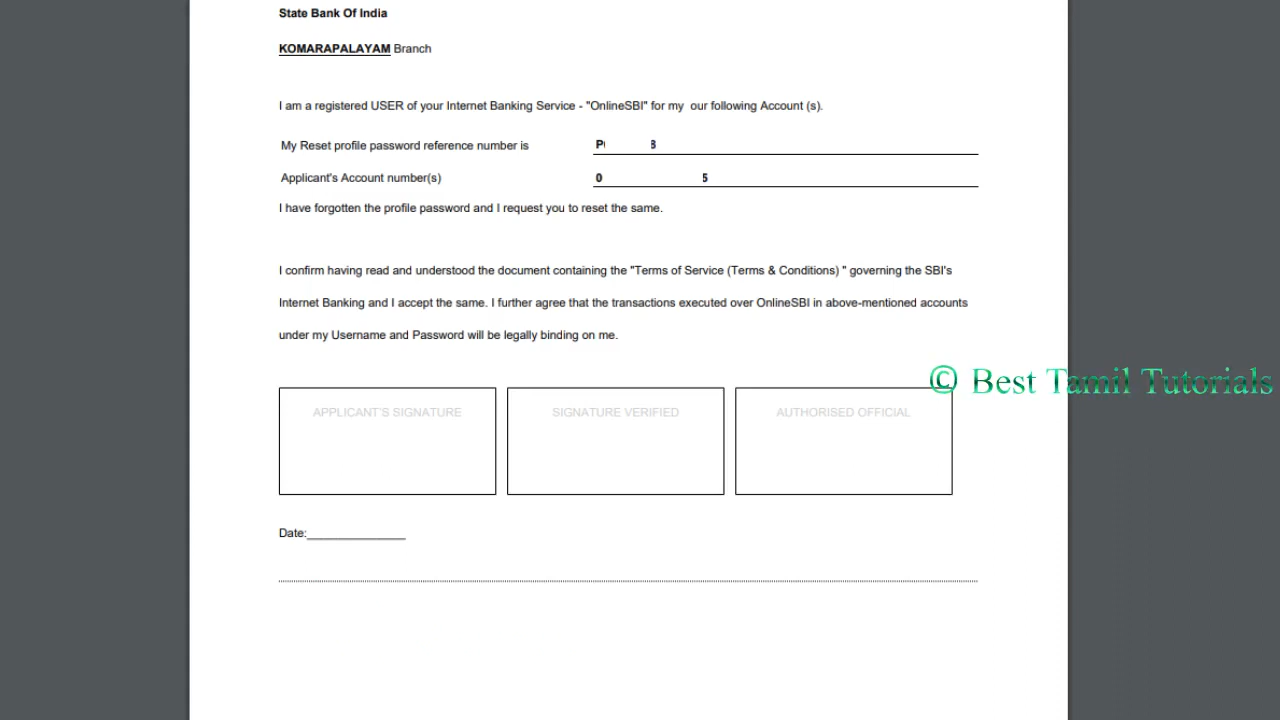 State Bank Of India
KOMARAPALAYAM Branch
I am a registered USER of your Internet Banking Service - "OnlineSBI" for my our following Account (s).
My Reset profile password reference number is P 8
Applicant's Account number(s) 0 5
I have forgotten the profile password and I request you to reset the same.
I confirm having read and understood the document containing the "Terms of Service (Terms & Conditions) " governing the SBI's
Internet Banking and I accept the same. I further agree that the transactions executed over OnlineSBI in above-mentioned accounts
under my Username and Password will be legally binding on me.
© Best Tamil Tutorials
APPLICANT'S SIGNATURE SIGNATURE VERIFIED AUTHORISED OFFICIAL
Date:_______________